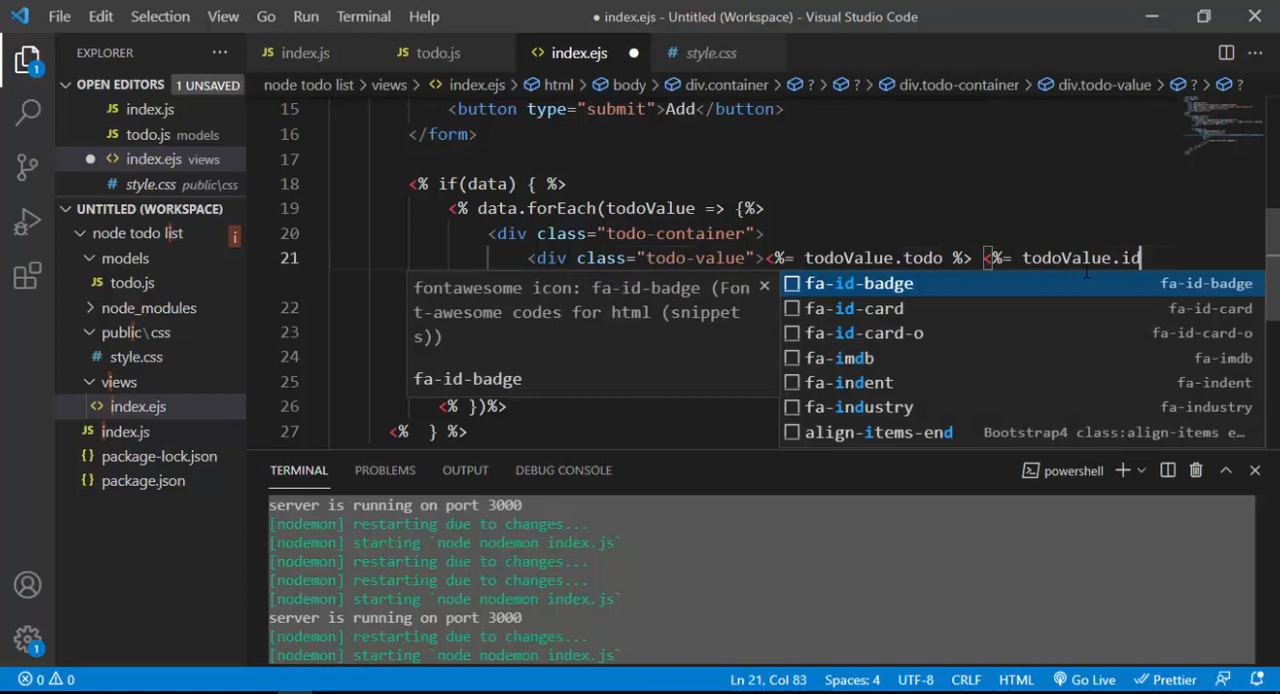 File Edit Selection View Go Run Terminal Help ● index.ejs - Untitled (Workspace) - Visual Studio Code
EXPLORER ···
JS index.js JS todo.js <> index.ejs ● # style.css ···
OPEN EDITORS 1 UNSAVED
JS index.js
JS todo.js models
● <> index.ejs views
# style.css public\css
UNTITLED (WORKSPACE)
node todo list i
models
JS todo.js
node_modules
public\css
# style.css
views
<> index.ejs
JS index.js
{} package-lock.json
{} package.json
1
1
node todo list > views > <> index.ejs > html > body > div.container > ? > ? > div.todo-container > div.todo-value > ? > ?
15 <button type="submit">Add</button>
16 </form>
17
18 <% if(data) { %>
19 <% data.forEach(todoValue => {%>
20 <div class="todo-container">
21 <div class="todo-value"><%= todoValue.todo %> <%= todoValue.id
22
23
24
25
26 <% })%>
27 <% } %>
fontawesome icon: fa-id-badge (Fon
t-awesome codes for html (snippet
s))
fa-id-badge
fa-id-badge fa-id-badge
fa-id-card fa-id-card
fa-id-card-o fa-id-card-o
fa-imdb fa-imdb
fa-indent fa-indent
fa-industry fa-industry
align-items-end Bootstrap4 class:align-items e…
TERMINAL PROBLEMS OUTPUT DEBUG CONSOLE powershell
server is running on port 3000
[nodemon] restarting due to changes...
[nodemon] starting `node nodemon index.js`
[nodemon] restarting due to changes...
[nodemon] restarting due to changes...
[nodemon] starting `node nodemon index.js`
server is running on port 3000
[nodemon] restarting due to changes...
[nodemon] starting `node nodemon index.js`
0 0 Ln 21, Col 83 Spaces: 4 UTF-8 CRLF HTML Go Live Prettier